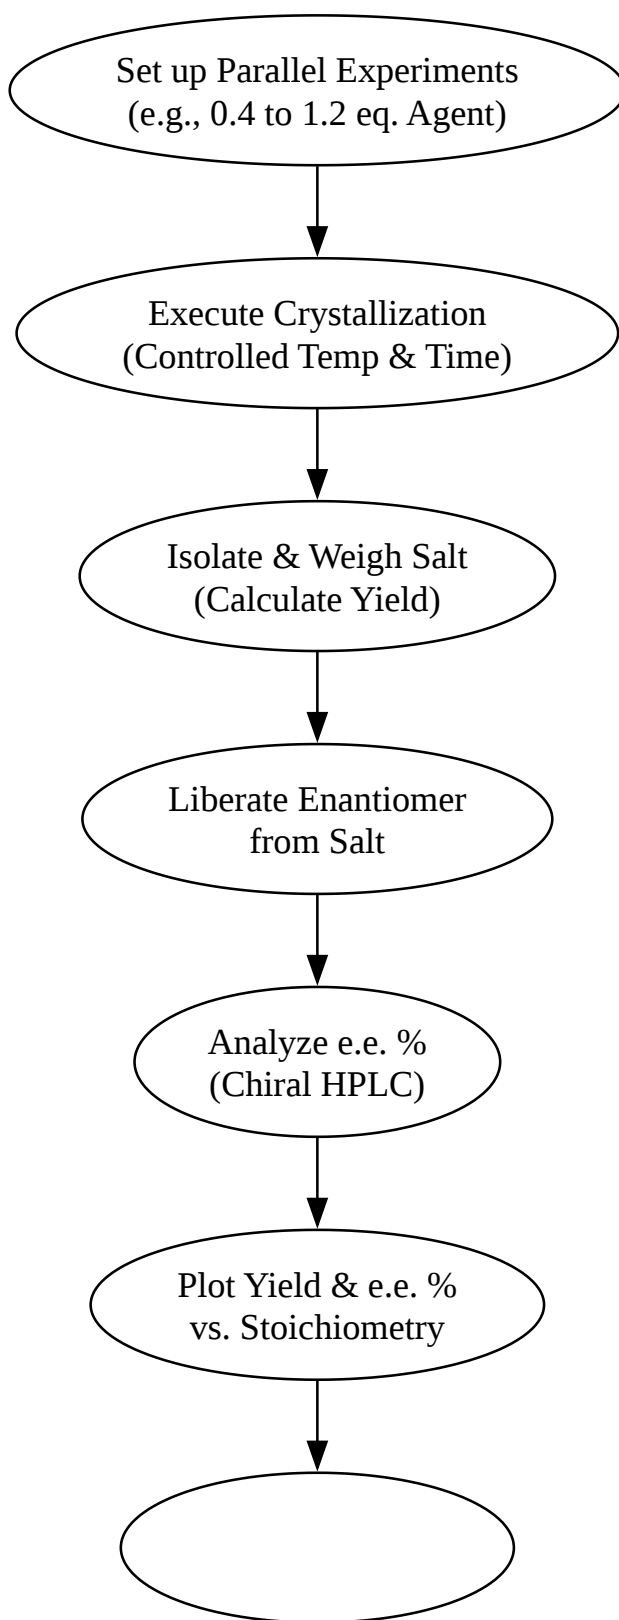 Set up Parallel Experiments
(e.g., 0.4 to 1.2 eq. Agent)
Execute Crystallization
(Controlled Temp & Time)
Isolate & Weigh Salt
(Calculate Yield)
Liberate Enantiomer
from Salt
Analyze e.e. %
(Chiral HPLC)
Plot Yield & e.e. %
vs. Stoichiometry